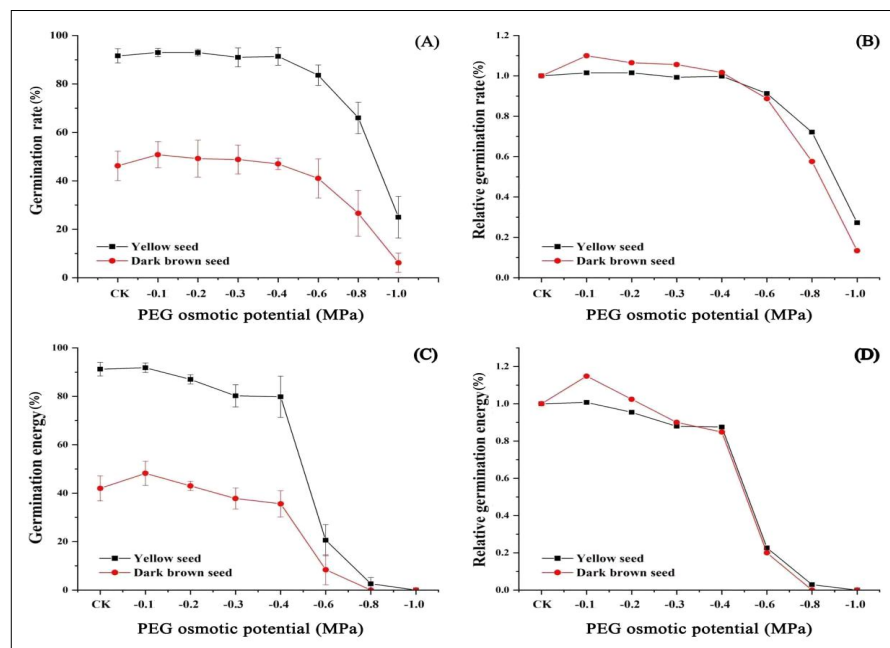 (A)
Germination rate(%)
100
80
60
40
20
0
Yellow seed
Dark brown seed
CK -0.1 -0.2 -0.3 -0.4 -0.6 -0.8 -1.0
PEG osmotic potential (MPa)
(B)
Relative germination rate(%)
1.2
1.0
0.8
0.6
0.4
0.2
0.0
Yellow seed
Dark brown seed
CK -0.1 -0.2 -0.3 -0.4 -0.6 -0.8 -1.0
PEG osmotic potential (MPa)
(C)
Germination energy(%)
100
80
60
40
20
0
Yellow seed
Dark brown seed
CK -0.1 -0.2 -0.3 -0.4 -0.6 -0.8 -1.0
PEG osmotic potential (MPa)
(D)
Relative germination energy(%)
1.2
1.0
0.8
0.6
0.4
0.2
0.0
Yellow seed
Dark brown seed
CK -0.1 -0.2 -0.3 -0.4 -0.6 -0.8 -1.0
PEG osmotic potential (MPa)